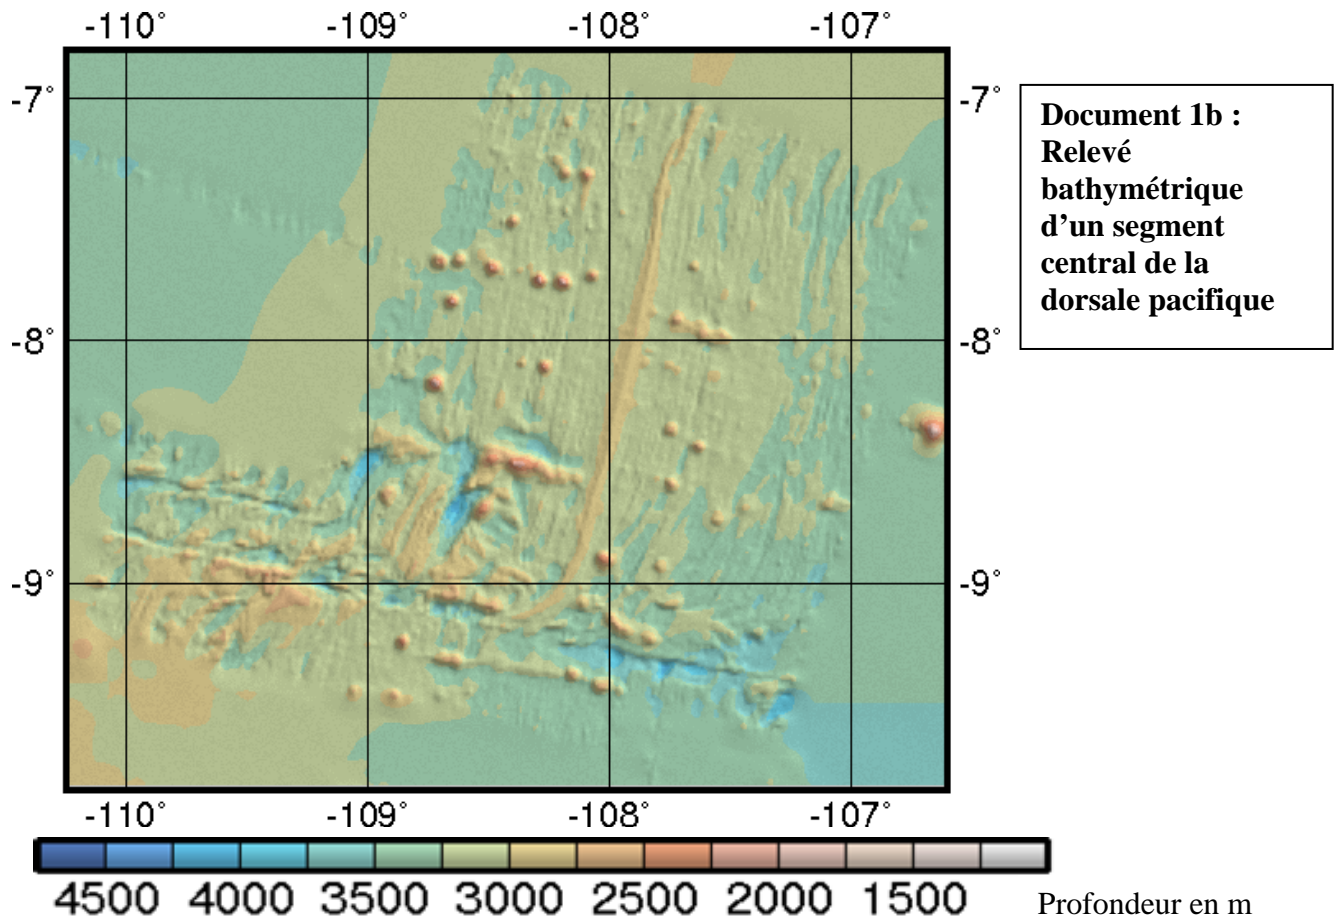 -110° -109° -108° -107°
-7° -7°
Document 1b :
Relevé
bathymétrique
d'un segment
central de la
dorsale pacifique
-8° -8°
-9° -9°
-110° -109° -108° -107°
4500 4000 3500 3000 2500 2000 1500
Profondeur en m